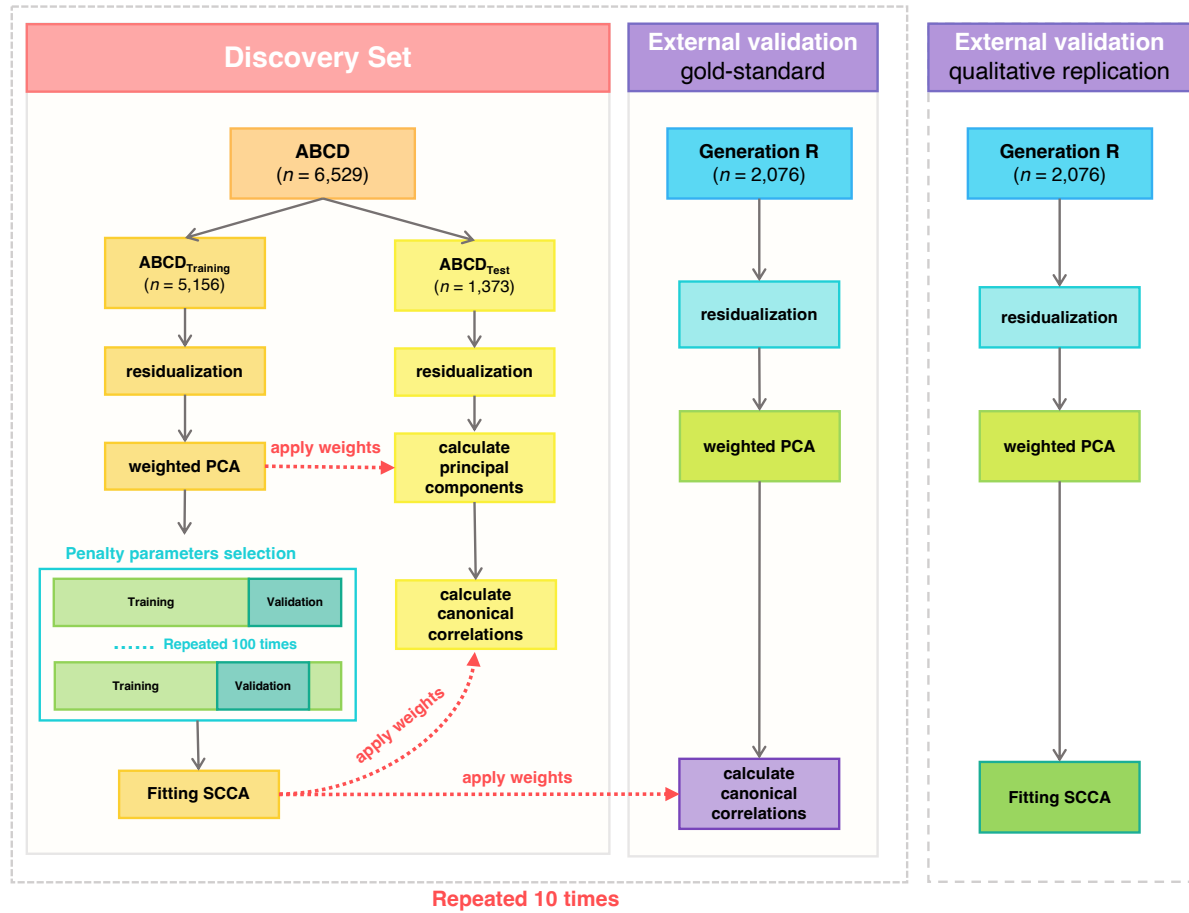 Discovery Set
ABCD
(n = 6,529)
ABCDTraining
(n = 5,156)
residualization
weighted PCA
apply weights
Penalty parameters selection
Training
Validation
...... Repeated 100 times
Training
Validation
Fitting SCCA
ABCDTest
(n = 1,373)
residualization
calculate
principal
components
calculate
canonical
correlations
apply weights
apply weights
External validation
gold-standard
Generation R
(n = 2,076)
residualization
weighted PCA
calculate
canonical
correlations
Repeated 10 times
External validation
qualitative replication
Generation R
(n = 2,076)
residualization
weighted PCA
Fitting SCCA